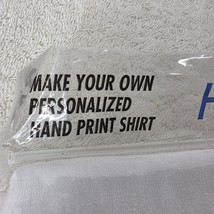 MAKE YOUR OWN
PERSONALIZED
HAND PRINT SHIRT
H